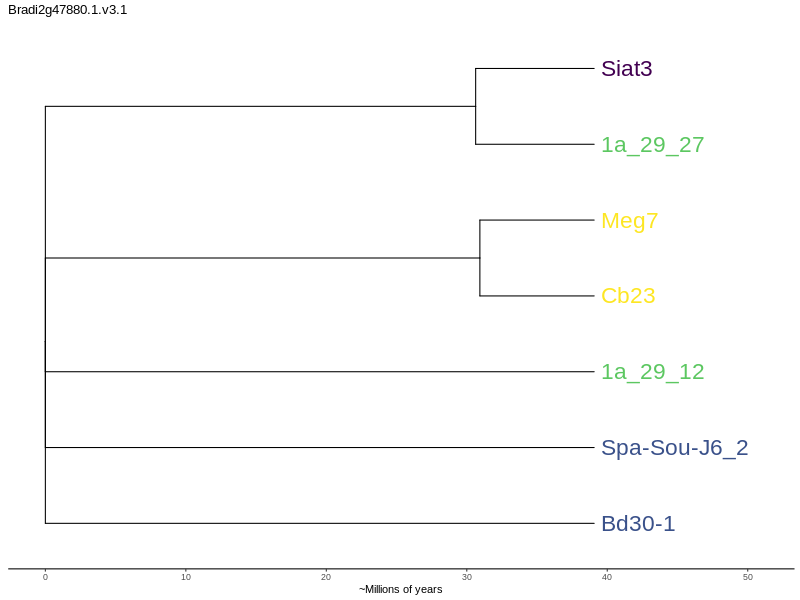 Bradi2g47880.1.v3.1
Siat3
1a_29_27
Meg7
Cb23
1a_29_12
Spa-Sou-J6_2
Bd30-1
0 10 20 30 40 50
~Millions of years